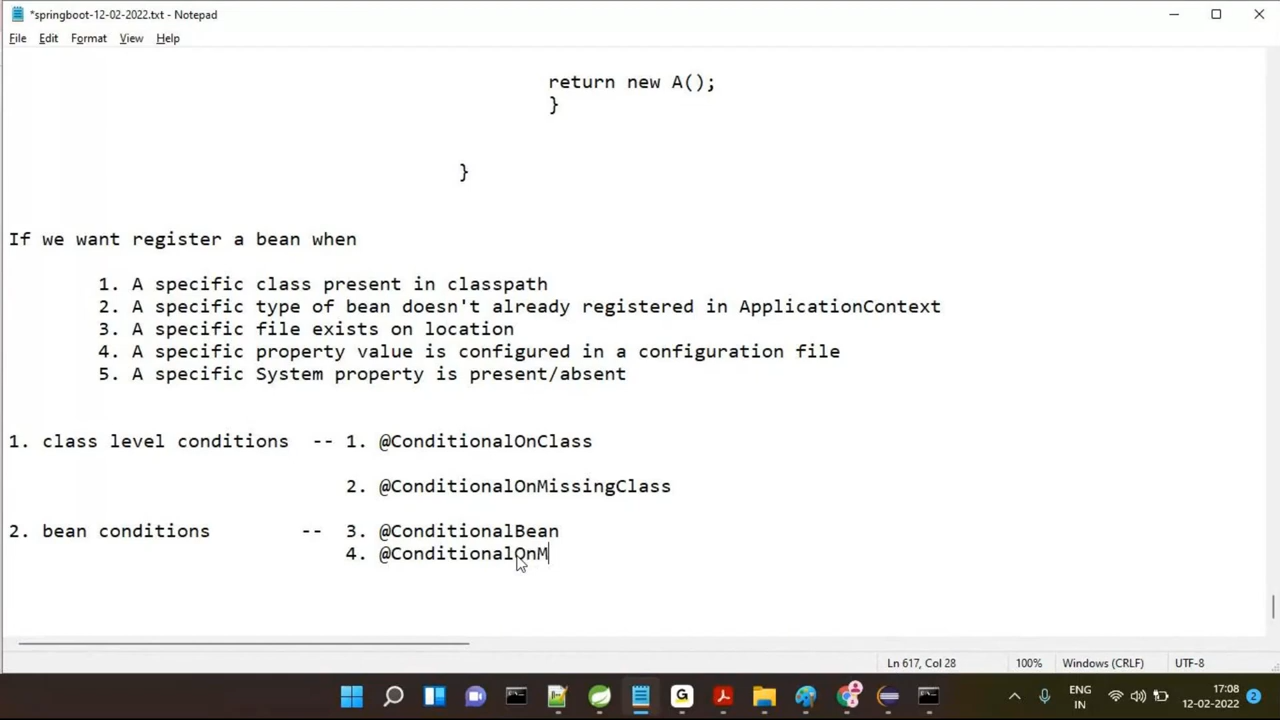 *springboot-12-02-2022.txt - Notepad
File Edit Format View Help
return new A();
}
}
If we want register a bean when
1. A specific class present in classpath
2. A specific type of bean doesn't already registered in ApplicationContext
3. A specific file exists on location
4. A specific property value is configured in a configuration file
5. A specific System property is present/absent
1. class level conditions -- 1. @ConditionalOnClass
2. @ConditionalOnMissingClass
2. bean conditions -- 3. @ConditionalBean
4. @ConditionalOnM
Ln 617, Col 28 100% Windows (CRLF) UTF-8
G
ENG
IN
17:08
12-02-2022
2